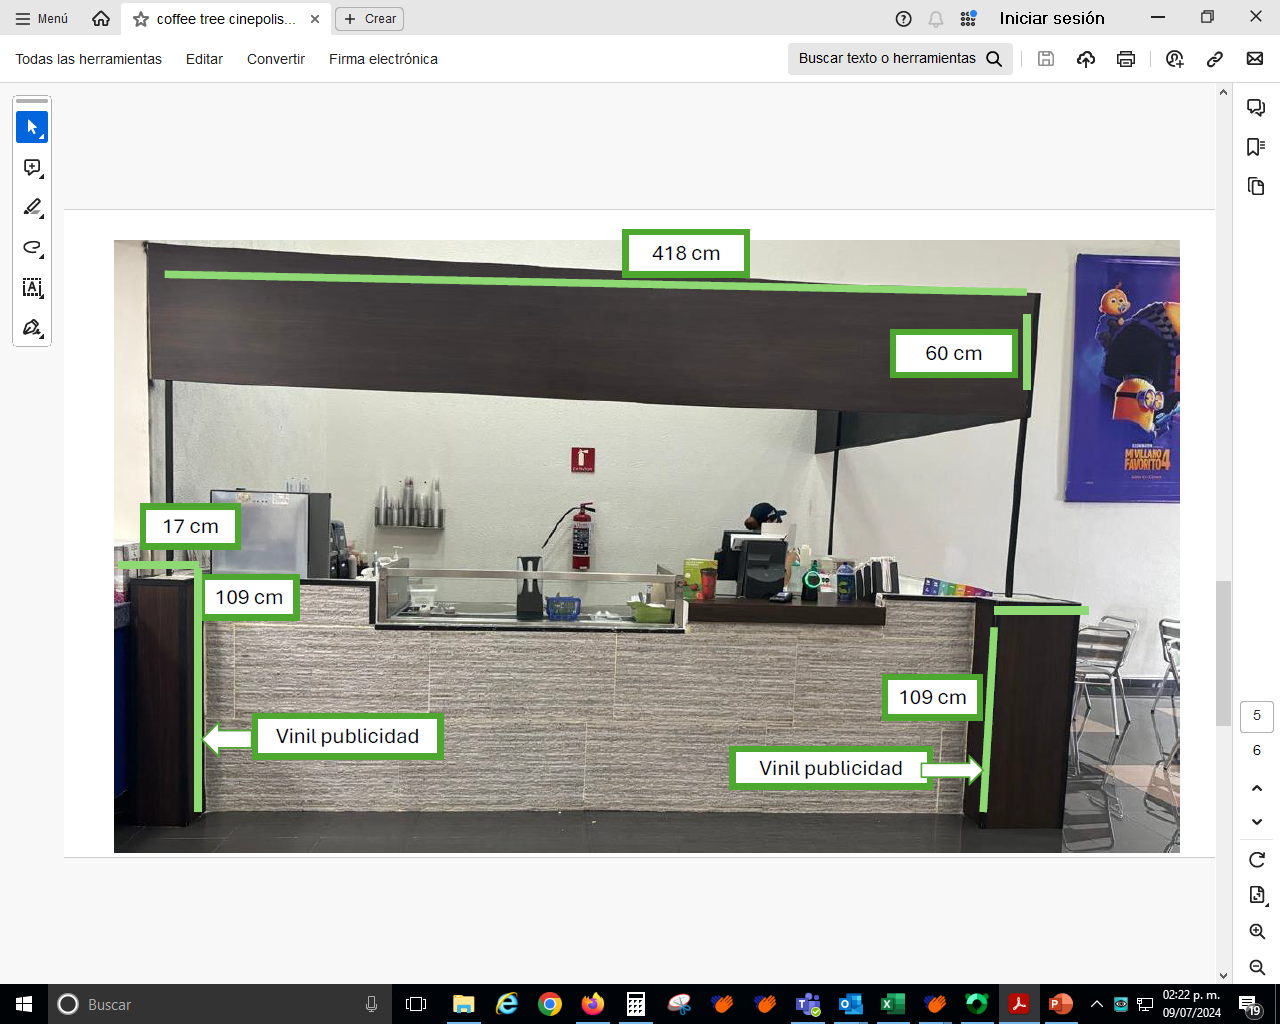 Menú
coffee tree cinepolis...
Crear
Iniciar sesión
Todas las herramientas
Editar
Convertir
Firma electrónica
Buscar texto o herramientas
418 cm
60 cm
MI VILLANO
FAVORITO 4
17 cm
109 cm
109 cm
Vinil publicidad
Vinil publicidad
5
6
Buscar
02:22 p. m.
09/07/2024
19